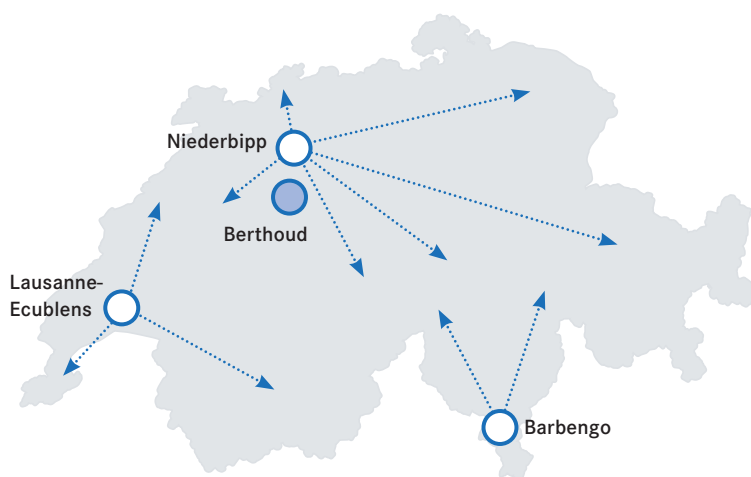 Niederbipp
Berthoud
Lausanne-
Ecublens
Barbengo